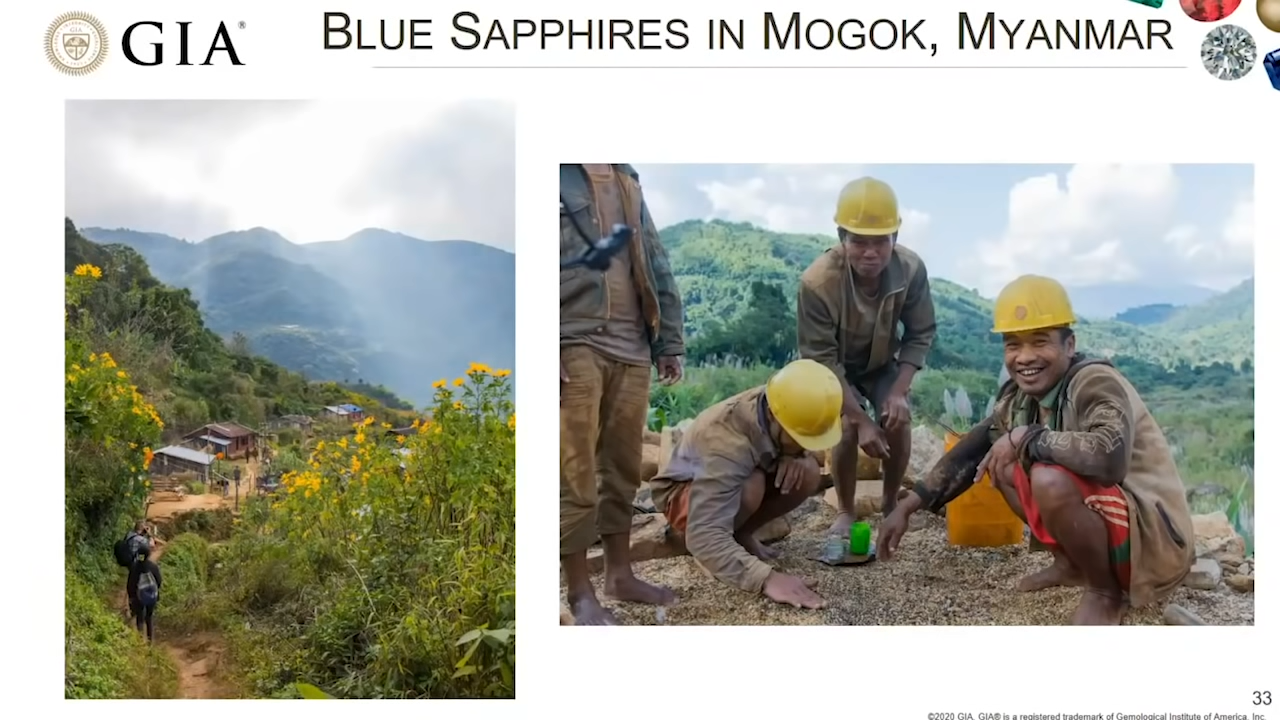 GIA®
BLUE SAPPHIRES IN MOGOK, MYANMAR
33
©2020 GIA. GIA® is a registered trademark of Gemological Institute of America, Inc.